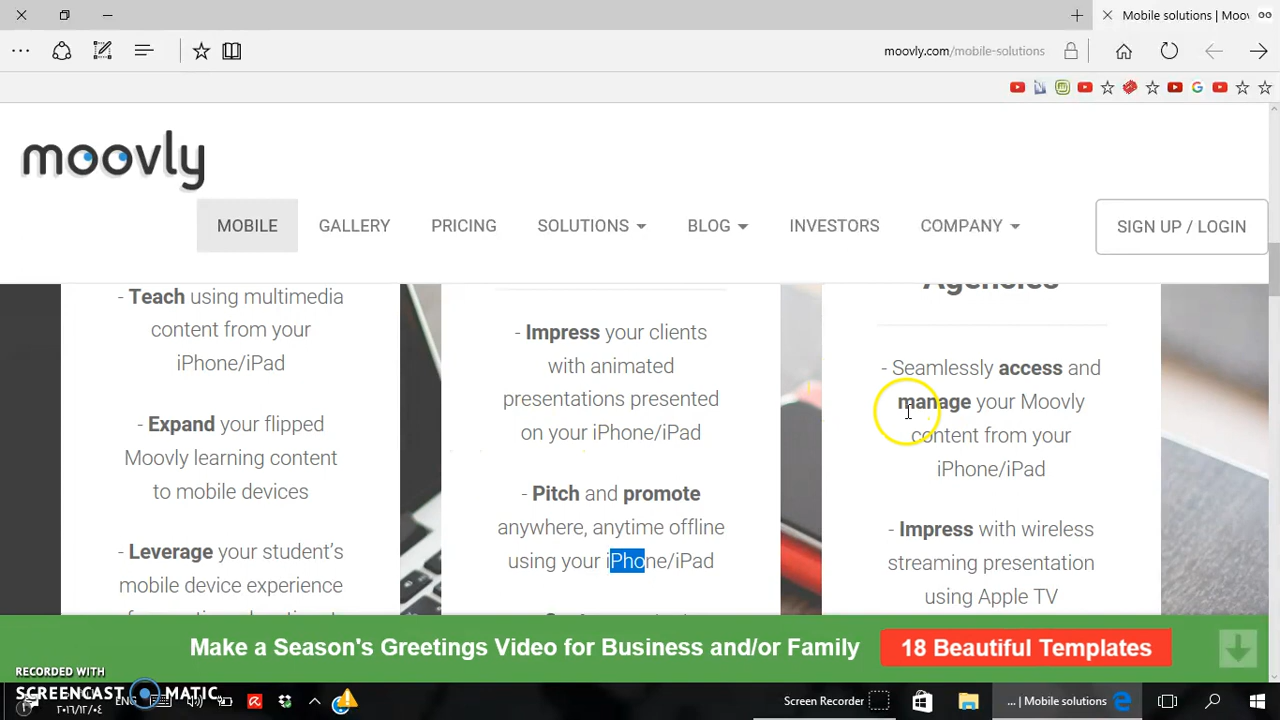 Mobile solutions | Moov
moovly.com/mobile-solutions
moovly
MOBILE GALLERY PRICING SOLUTIONS BLOG INVESTORS COMPANY SIGN UP / LOGIN
- Teach using multimedia
content from your
iPhone/iPad
- Expand your flipped
Moovly learning content
to mobile devices
- Leverage your student's
mobile device experience
- Impress your clients
with animated
presentations presented
on your iPhone/iPad
- Pitch and promote
anywhere, anytime offline
using your iPhone/iPad
Agencies
- Seamlessly access and
manage your Moovly
content from your
iPhone/iPad
- Impress with wireless
streaming presentation
using Apple TV
Make a Season's Greetings Video for Business and/or Family
18 Beautiful Templates
RECORDED WITH
SCREENCAST MATIC
ENG
٢٠١٦/١٢/٠٤
Screen Recorder
... | Mobile solutions